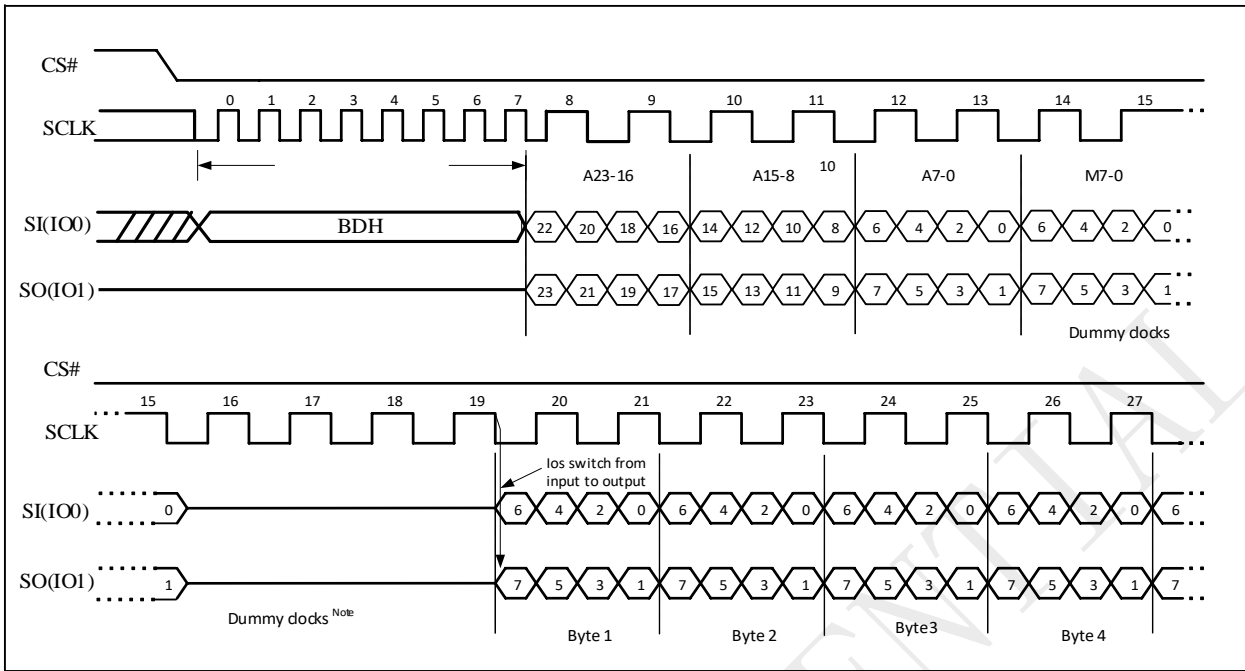 CS#
0 1 2 3 4 5 6 7 8 9 10 11 12 13 14 15
SCLK
A23-16 A15-8 10 A7-0 M7-0
SI(IO0) BDH 22 20 18 16 14 12 10 8 6 4 2 0 6 4 2 0
SO(IO1) 23 21 19 17 15 13 11 9 7 5 3 1 7 5 3 1
Dummy clocks
CS#
15 16 17 18 19 20 21 22 23 24 25 26 27
SCLK
Ios switch from
input to output
SI(IO0) 0 6 4 2 0 6 4 2 0 6 4 2 0 6 4 2 0 6
SO(IO1) 1 7 5 3 1 7 5 3 1 7 5 3 1 7 5 3 1 7
Dummy clocks Note
Byte 1 Byte 2 Byte3 Byte 4
ENTIAL